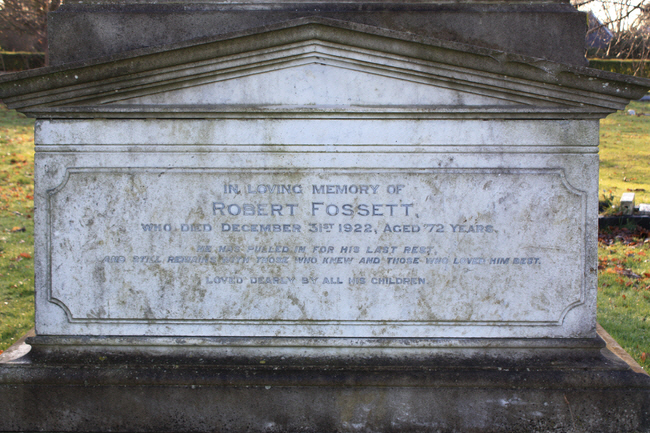 IN LOVING MEMORY OF
ROBERT FOSSETT,
WHO DIED DECEMBER 31ST 1922, AGED 72 YEARS.
HE HAS PULLED IN FOR HIS LAST REST,
AND STILL REMAINS WITH THOSE WHO KNEW AND THOSE WHO LOVED HIM BEST.
LOVED DEARLY BY ALL HIS CHILDREN.